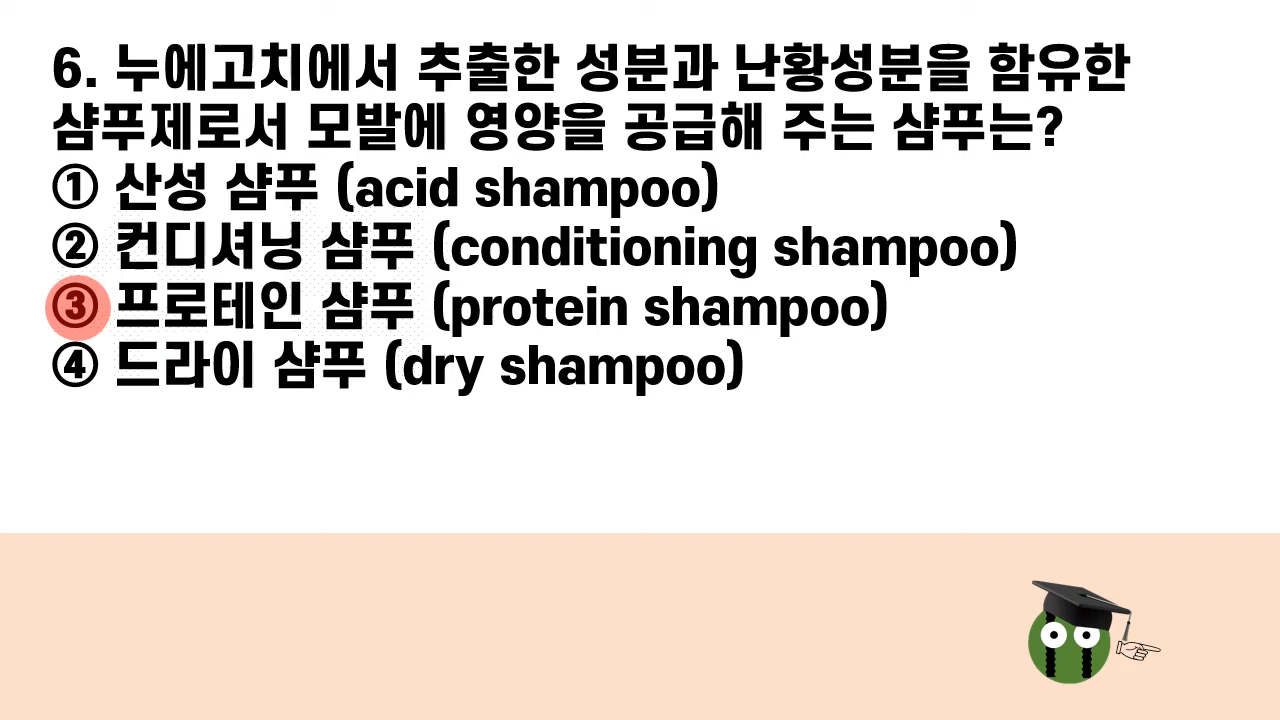 6. 누에고치에서 추출한 성분과 난황성분을 함유한
샴푸제로서 모발에 영양을 공급해 주는 샴푸는?
① 산성 샴푸 (acid shampoo)
② 컨디셔닝 샴푸 (conditioning shampoo)
③ 프로테인 샴푸 (protein shampoo)
④ 드라이 샴푸 (dry shampoo)